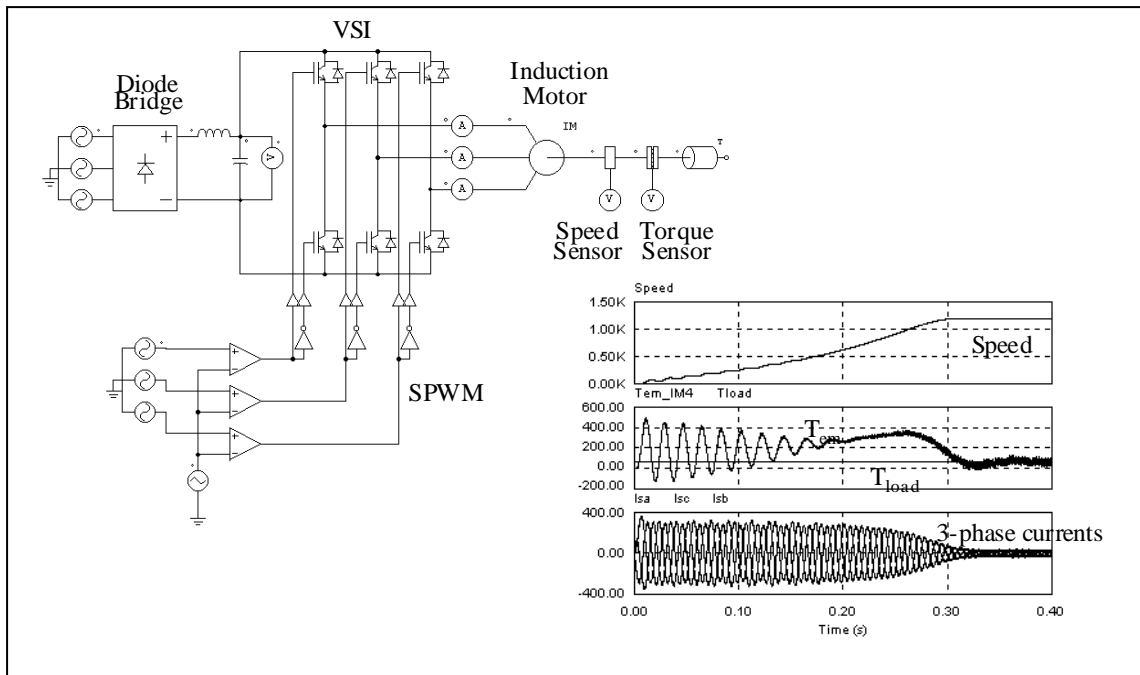 VSI
Diode
Bridge
+
−
V
Induction
Motor
IM
A
A
A
T
V
V
Speed
Sensor
Torque
Sensor
SPWM
+
−
+
−
+
−
Speed
1.50K
1.00K
0.50K
0.00K
Speed
Tem_IM4 Tload
600.00
400.00
200.00
0.00
-200.00
Tem
Tload
Isa Isc Isb
400.00
0.00
-400.00
3-phase currents
0.00 0.10 0.20 0.30 0.40
Time (s)